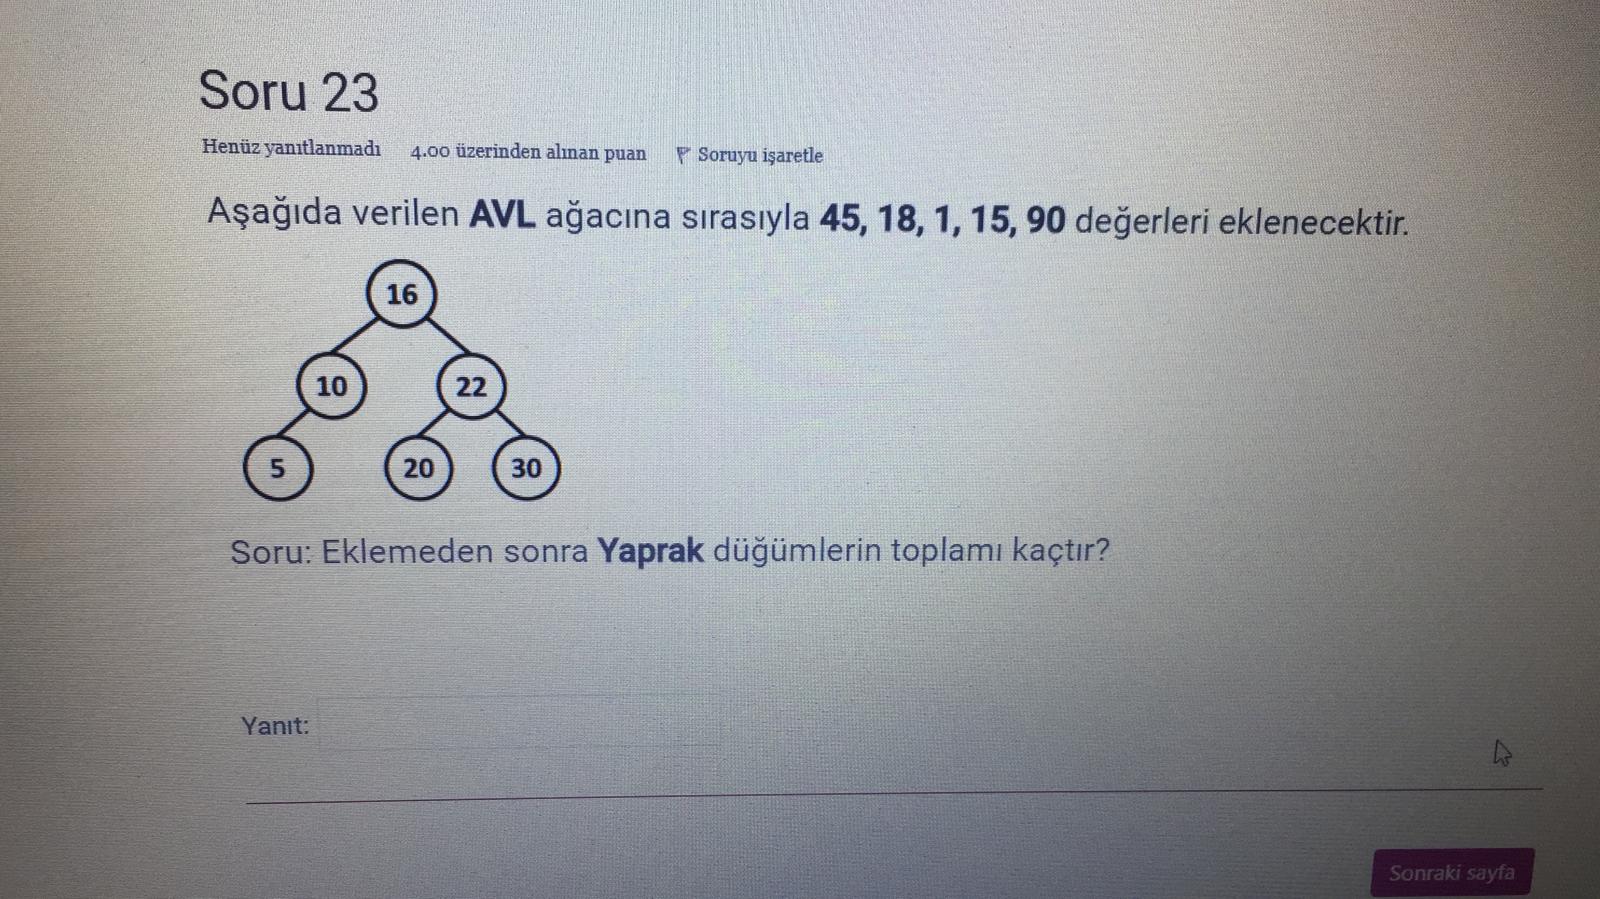 Soru 23
Henüz yanıtlanmadı 4.00 üzerinden alınan puan Soruyu işaretle
Aşağıda verilen AVL ağacına sırasıyla 45, 18, 1, 15, 90 değerleri eklenecektir.
16
10 22
5 20 30
Soru: Eklemeden sonra Yaprak düğümlerin toplamı kaçtır?
Yanıt:
Sonraki sayfa